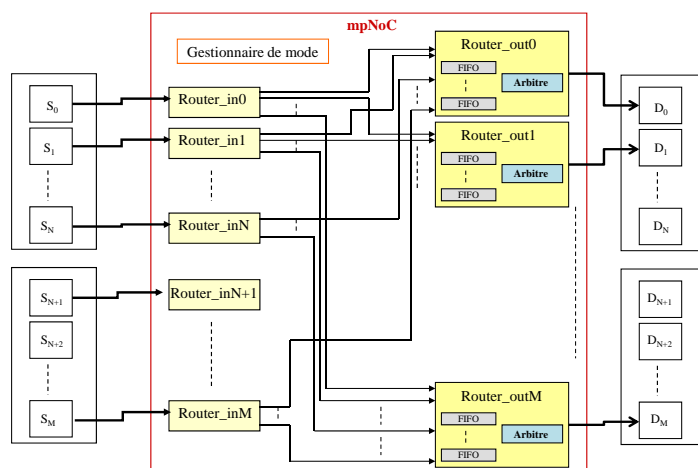 mpNoC
Gestionnaire de mode
S0
S1
SN
SN+1
SN+2
SM
Router_in0
Router_in1
Router_inN
Router_inN+1
Router_inM
Router_out0
FIFO
Arbitre
FIFO
Router_out1
FIFO
Arbitre
FIFO
Router_outM
FIFO
Arbitre
FIFO
D0
D1
DN
DN+1
DN+2
DM